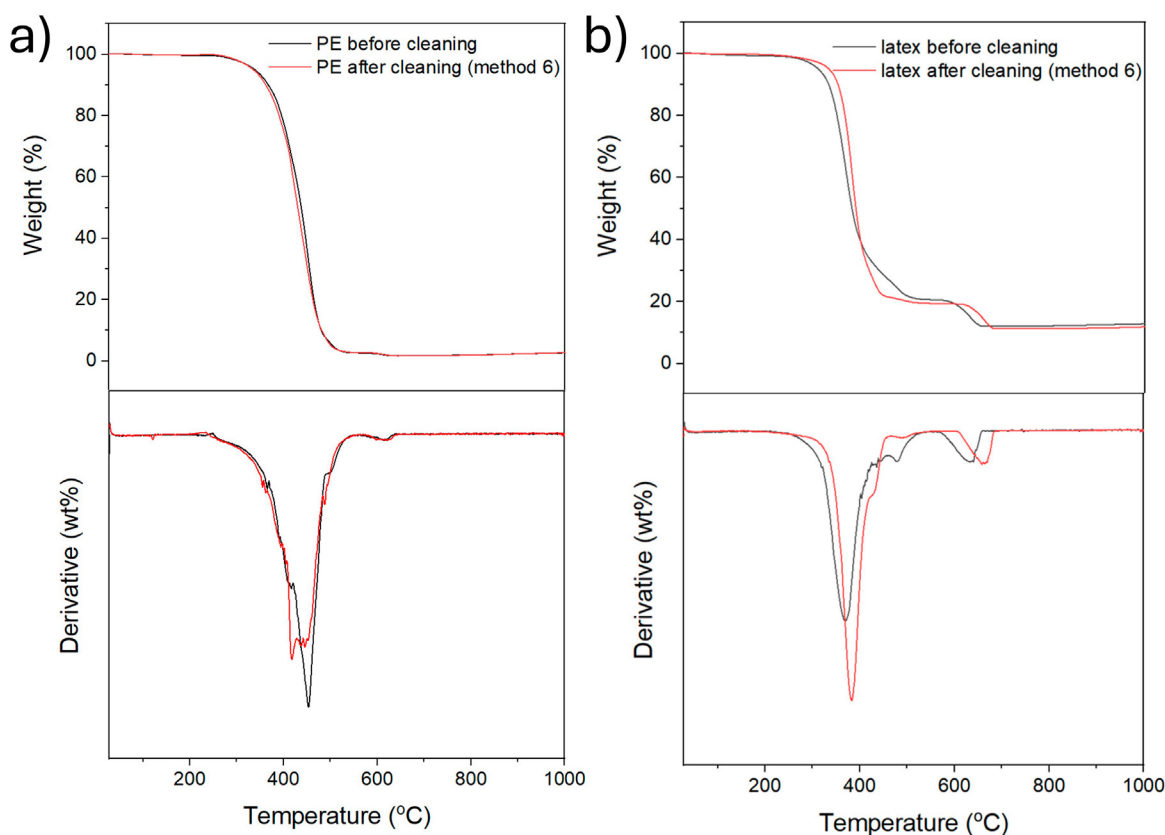 a)
PE before cleaning
PE after cleaning (method 6)
100
80
60
40
20
0
Weight (%)
Derivative (wt%)
200
400
600
800
1000
Temperature (°C)
b)
latex before cleaning
latex after cleaning (method 6)
100
80
60
40
20
0
Weight (%)
Derivative (wt%)
200
400
600
800
1000
Temperature (°C)